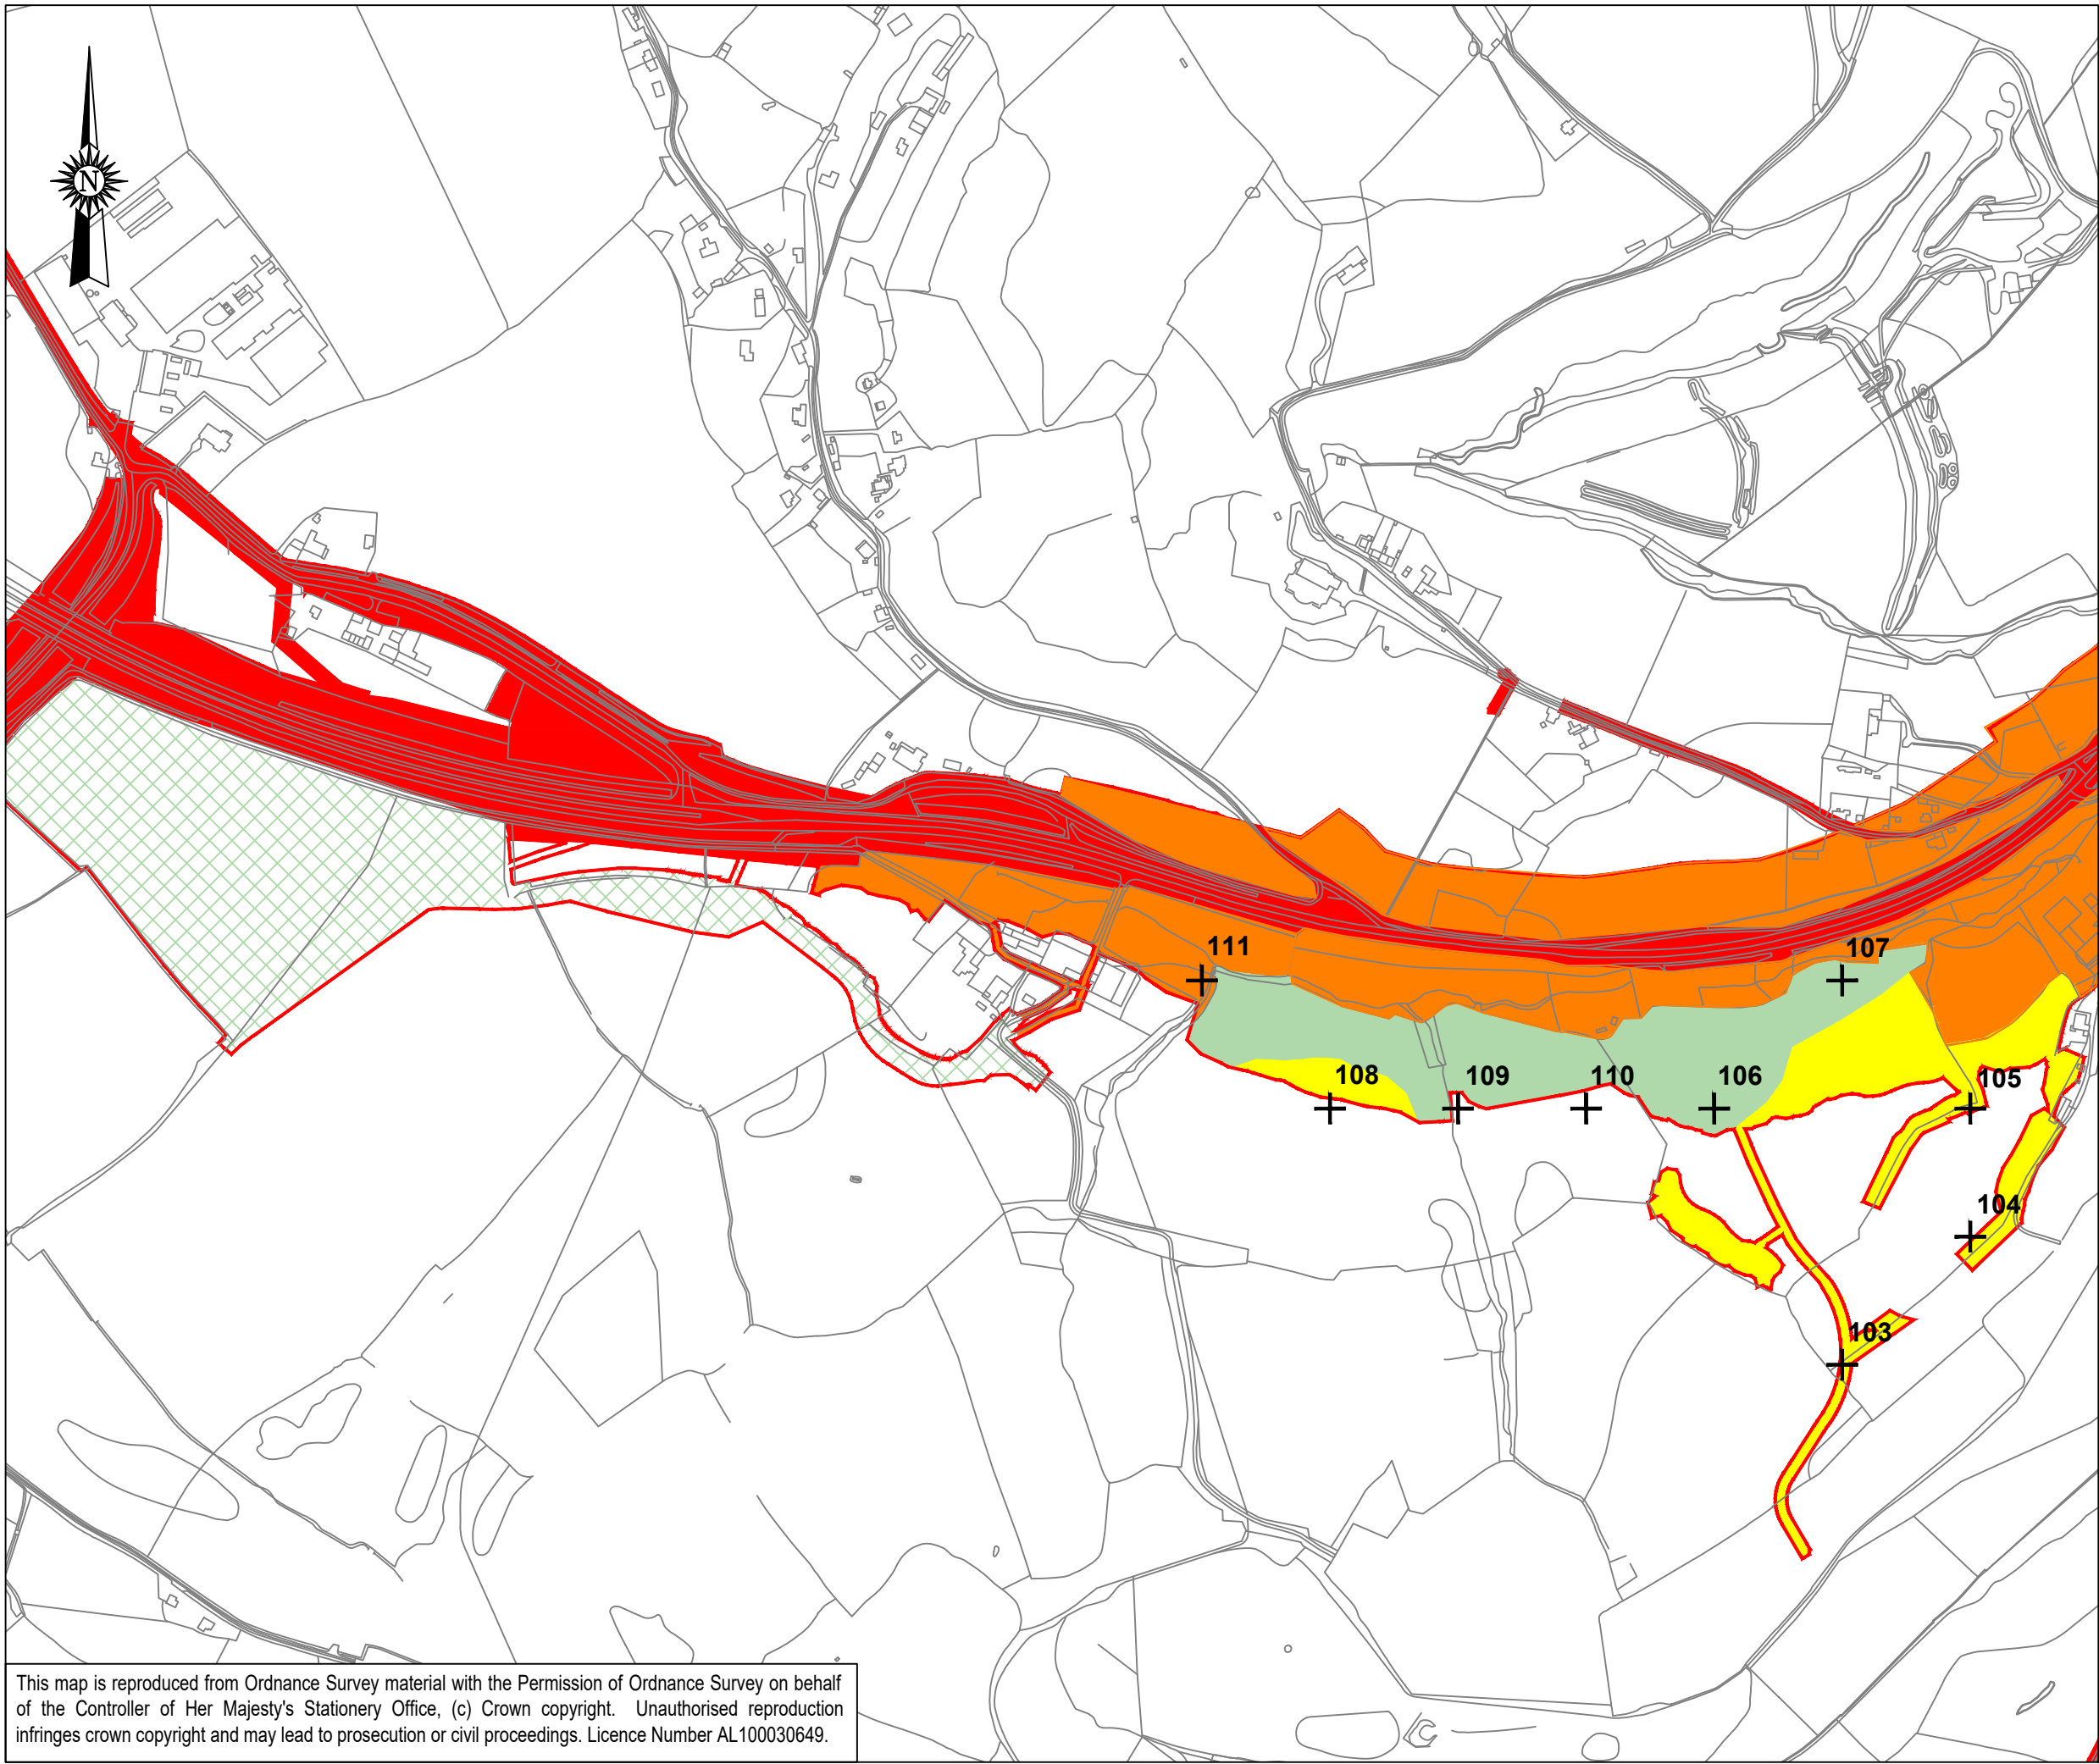 N
111
107
108
109
110
106
105
104
103
This map is reproduced from Ordnance Survey material with the Permission of Ordnance Survey on behalf
of the Controller of Her Majesty's Stationery Office, (c) Crown copyright. Unauthorised reproduction
infringes crown copyright and may lead to prosecution or civil proceedings. Licence Number AL100030649.